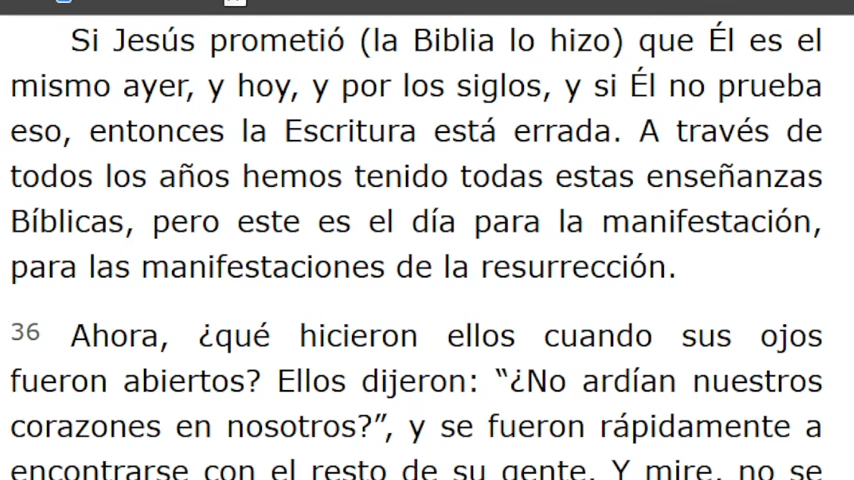 Si Jesús prometió (la Biblia lo hizo) que Él es el
mismo ayer, y hoy, y por los siglos, y si Él no prueba
eso, entonces la Escritura está errada. A través de
todos los años hemos tenido todas estas enseñanzas
Bíblicas, pero este es el día para la manifestación,
para las manifestaciones de la resurrección.
36 Ahora, ¿qué hicieron ellos cuando sus ojos
fueron abiertos? Ellos dijeron: “¿No ardían nuestros
corazones en nosotros?”, y se fueron rápidamente a
encontrarse con el resto de su gente. Y mire, no se